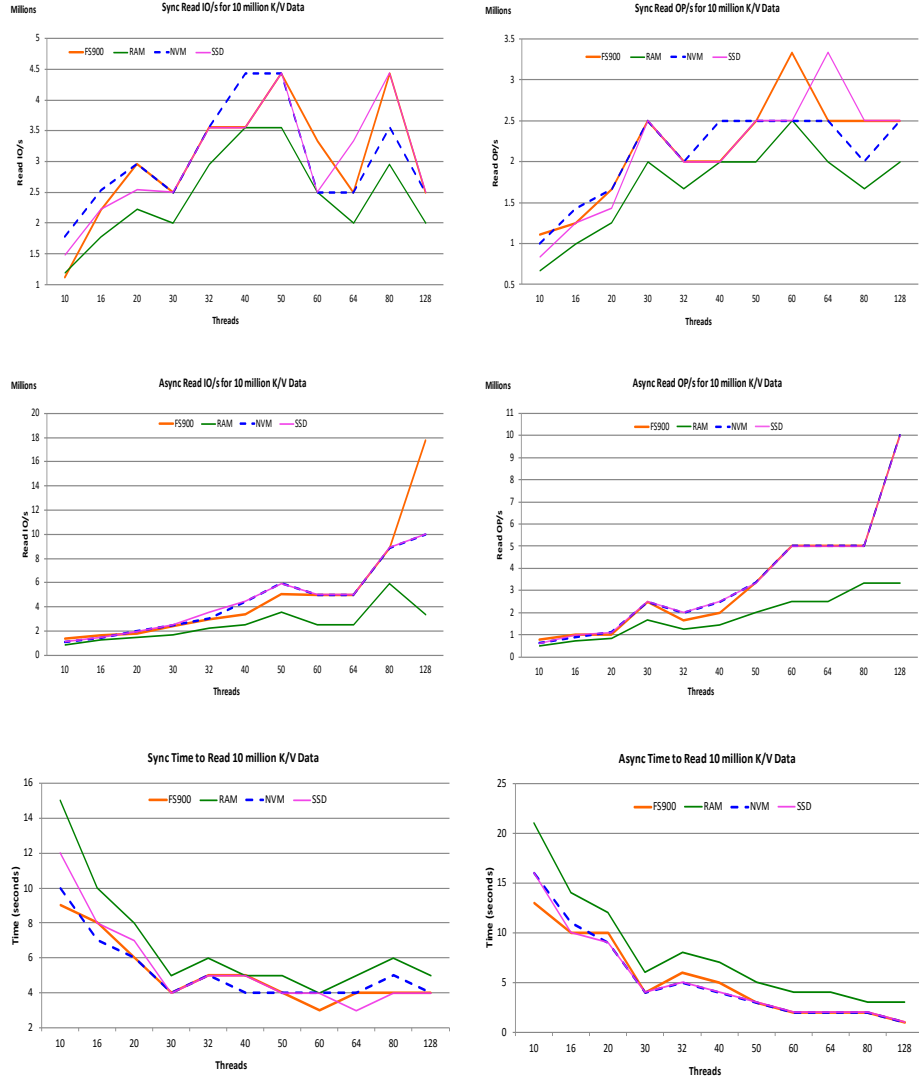 Millions
Sync Read IO/s for 10 million K/V Data
5
4.5
4
3.5
3
2.5
2
1.5
1
Read IO/s
FS900 RAM NVM SSD
10 16 20 30 32 40 50 60 64 80 128
Threads
Millions
Sync Read OP/s for 10 million K/V Data
3.5
3
2.5
2
1.5
1
0.5
Read OP/s
FS900 RAM NVM SSD
10 16 20 30 32 40 50 60 64 80 128
Threads
Millions
Async Read IO/s for 10 million K/V Data
20
18
16
14
12
10
8
6
4
2
0
Read IO/s
FS900 RAM NVM SSD
10 16 20 30 32 40 50 60 64 80 128
Threads
Millions
Async Read OP/s for 10 million K/V Data
11
10
9
8
7
6
5
4
3
2
1
0
Read OP/s
FS900 RAM NVM SSD
10 16 20 30 32 40 50 60 64 80 128
Threads
Sync Time to Read 10 million K/V Data
16
14
12
10
8
6
4
2
Time (seconds)
FS900 RAM NVM SSD
10 16 20 30 32 40 50 60 64 80 128
Threads
Async Time to Read 10 million K/V Data
25
20
15
10
5
0
Time (seconds)
FS900 RAM NVM SSD
10 16 20 30 32 40 50 60 64 80 128
Threads